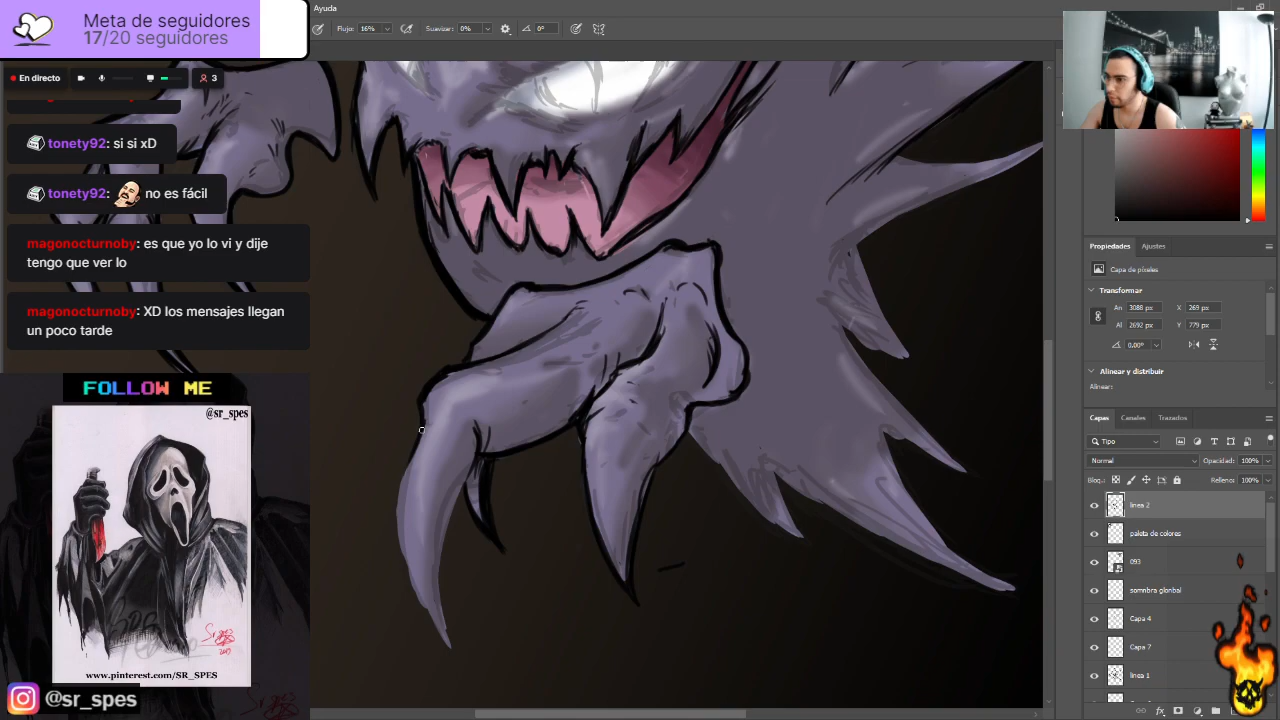 Meta de seguidores
17/20 seguidores
En directo
3
tonety92: si si xD
tonety92: no es fácil
magonocturnoby: es que yo lo vi y dije
tengo que ver lo
magonocturnoby: XD los mensajes llegan
un poco tarde
FOLLOW ME
@sr_spes
2019
www.pinterest.com/SR_SPES
@sr_spes
Ayuda
Flujo: 16%
Suavizar: 0%
0°
Propiedades
Ajustes
Capa de píxeles
Transformar
An 3088 px
X 269 px
Al 2692 px
Y 779 px
0,00°
Alinear y distribuir
Alinear:
Capas
Canales
Trazados
Tipo
Normal
Opacidad: 100%
Bloq.:
Relleno: 100%
linea 2
paleta de colores
093
somnbra gloribal
Capa 4
Capa 7
linea 1
fx